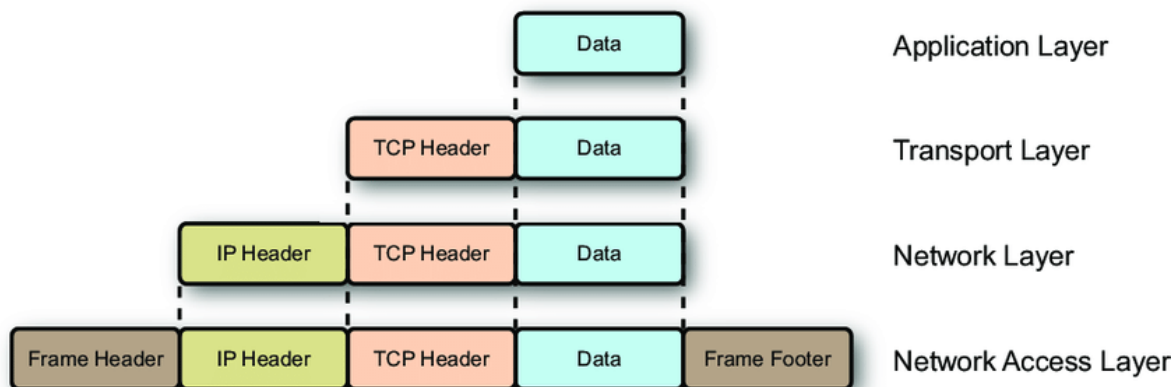 Data Application Layer
TCP Header Data Transport Layer
IP Header TCP Header Data Network Layer
Frame Header IP Header TCP Header Data Frame Footer Network Access Layer